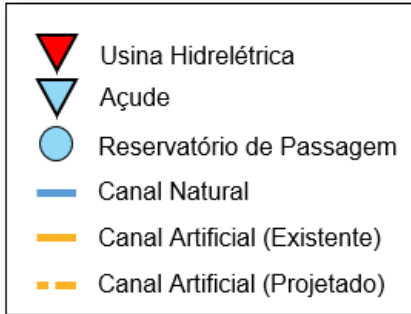 Usina Hidrelétrica
Açude
Reservatório de Passagem
Canal Natural
Canal Artificial (Existente)
Canal Artificial (Projetado)